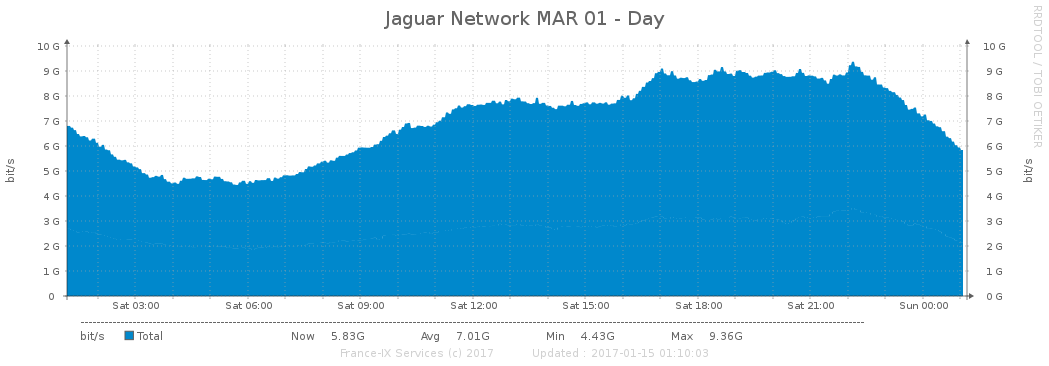 Jaguar Network MAR 01 - Day
RRDTOOL / TOBI OETIKER
10 G 10 G
9 G 9 G
8 G 8 G
7 G 7 G
6 G 6 G
5 G 5 G
4 G 4 G
3 G 3 G
2 G 2 G
1 G 1 G
0 0 G
bit/s
bit/s
Sat 03:00 Sat 06:00 Sat 09:00 Sat 12:00 Sat 15:00 Sat 18:00 Sat 21:00 Sun 00:00
bit/s Total Now 5.83G Avg 7.01G Min 4.43G Max 9.36G
France-IX Services (c) 2017 Updated : 2017-01-15 01:10:03